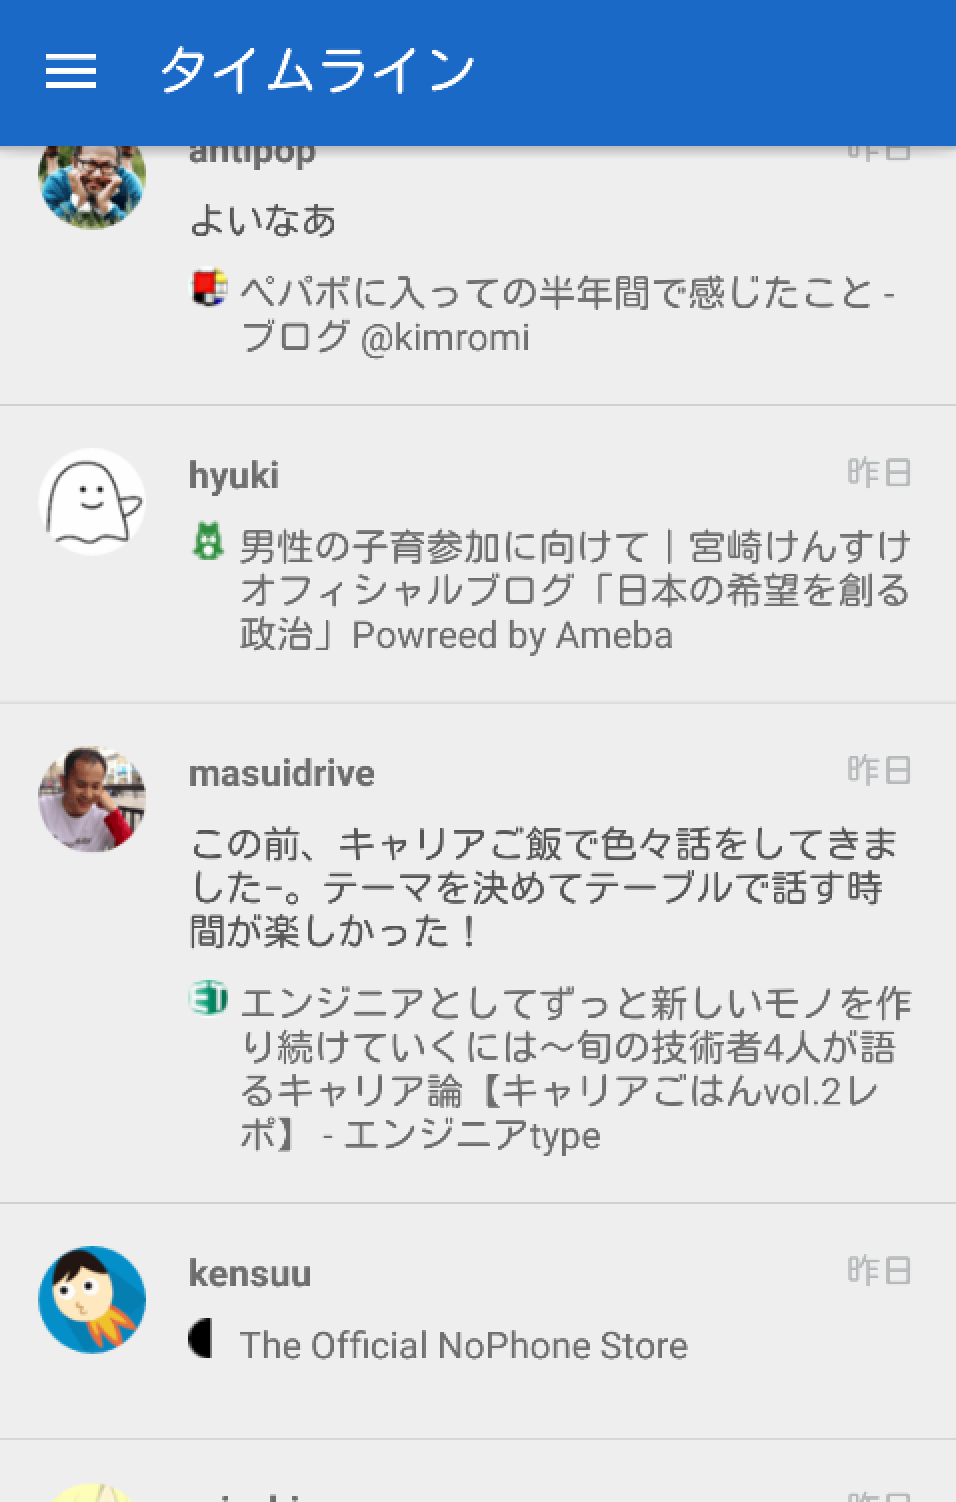 タイムライン
antipop
昨日
よいなあ
ペパボに入っての半年間で感じたこと -
ブログ @kimromi
hyuki
昨日
男性の子育参加に向けて｜宮崎けんすけ
オフィシャルブログ「日本の希望を創る
政治」Powreed by Ameba
masuidrive
昨日
この前、キャリアご飯で色々話をしてきま
した−。テーマを決めてテーブルで話す時
間が楽しかった！
エンジニアとしてずっと新しいモノを作
り続けていくには〜旬の技術者4人が語
るキャリア論【キャリアごはんvol.2レ
ポ】 - エンジニアtype
kensuu
昨日
The Official NoPhone Store
昨日